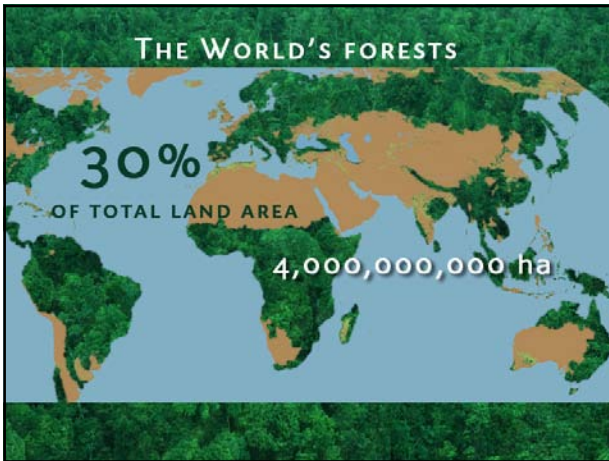 THE WORLD'S FORESTS
30%
OF TOTAL LAND AREA
4,000,000,000 ha